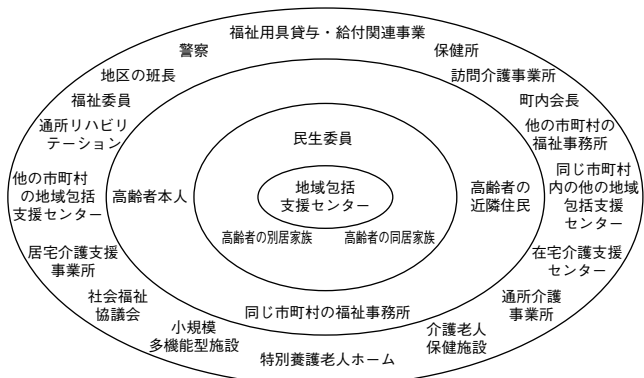 福祉用具貸与・給付関連事業
警察
保健所
地区の班長
訪問介護事業所
福祉委員
町内会長
通所リハビリ
テーション
他の市町村の
福祉事務所
民生委員
他の市町村
の地域包括
支援センター
高齢者本人
地域包括
支援センター
高齢者の
近隣住民
同じ市町村
内の他の地域
包括支援
センター
高齢者の別居家族
高齢者の同居家族
居宅介護支援
事業所
在宅介護支援
センター
社会福祉
協議会
通所介護
事業所
同じ市町村の福祉事務所
小規模
多機能型施設
介護老人
保健施設
特別養護老人ホーム